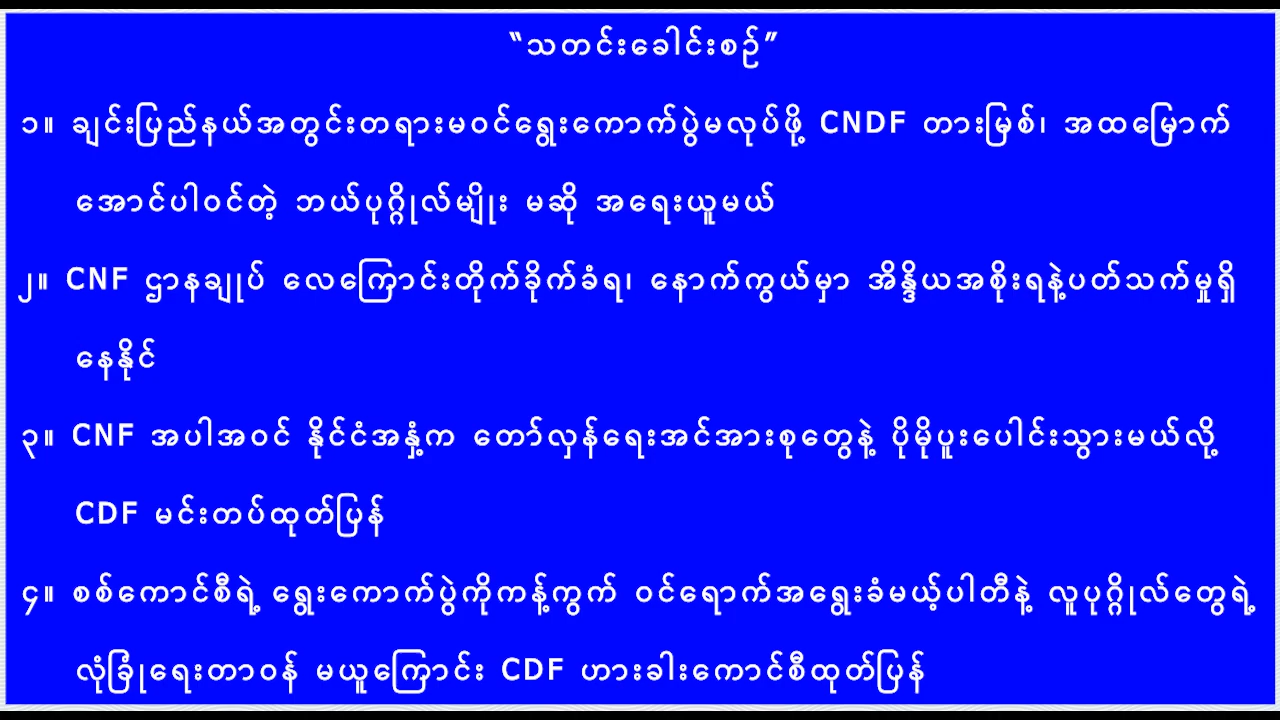 “သတင်းခေါင်းစဉ်”
၁။ ချင်းပြည်နယ်အတွင်းတရားမဝင်ရွေးကောက်ပွဲမလုပ်ဖို့ CNDF တားမြစ်၊ အထမြောက်
အောင်ပါဝင်တဲ့ ဘယ်ပုဂ္ဂိုလ်မျိုး မဆို အရေးယူမယ်
၂။ CNF ဌာနချုပ် လေကြောင်းတိုက်ခိုက်ခံရ၊ နောက်ကွယ်မှာ အိန္ဒိယအစိုးရနဲ့ပတ်သက်မှုရှိ
နေနိုင်
၃။ CNF အပါအဝင် နိုင်ငံအနှံ့က တော်လှန်ရေးအင်အားစုတွေနဲ့ ပိုမိုပူးပေါင်းသွားမယ်လို့
CDF မင်းတပ်ထုတ်ပြန်
၄။ စစ်ကောင်စီရဲ့ ရွေးကောက်ပွဲကိုကန့်ကွက် ဝင်ရောက်အရွေးခံမယ့်ပါတီနဲ့ လူပုဂ္ဂိုလ်တွေရဲ့
လုံခြုံရေးတာဝန် မယူကြောင်း CDF ဟားခါးကောင်စီထုတ်ပြန်